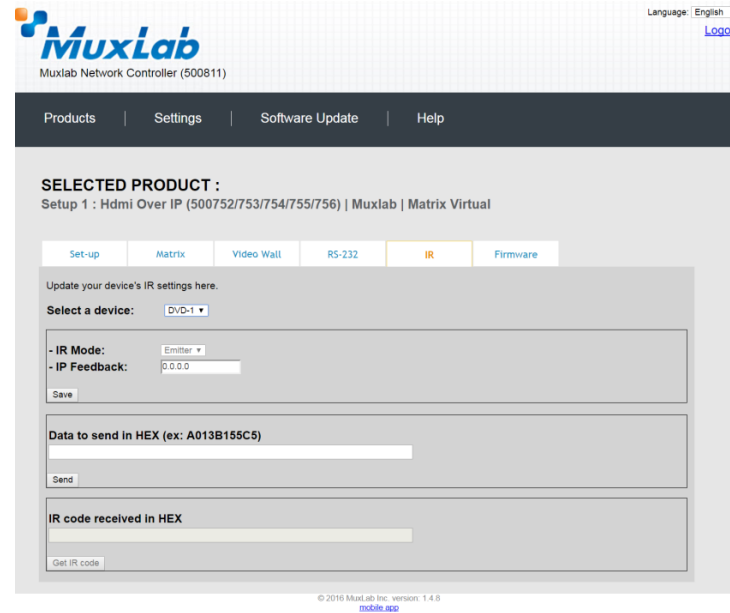 Language: English
Logo
MuxLab
Muxlab Network Controller (500811)
Products | Settings | Software Update | Help
SELECTED PRODUCT :
Setup 1 : Hdmi Over IP (500752/753/754/755/756) | Muxlab | Matrix Virtual
Set-up Matrix Video Wall RS-232 IR Firmware
Update your device's IR settings here.
Select a device: DVD-1
- IR Mode: Emitter
- IP Feedback: 0.0.0.0
Save
Data to send in HEX (ex: A013B155C5)
Send
IR code received in HEX
Get IR code
© 2016 MuxLab Inc. version: 1.4.8
mobile app